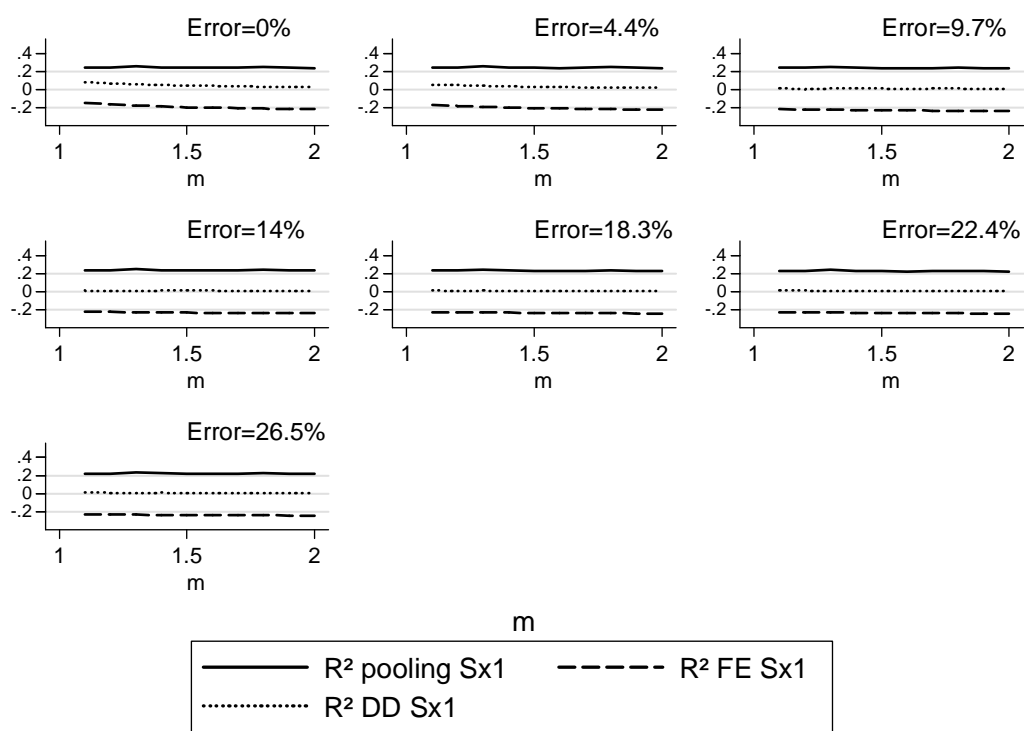 Error=0%
.4
.2
0
-.2
1 1.5 2
m
Error=4.4%
.4
.2
0
-.2
1 1.5 2
m
Error=9.7%
.4
.2
0
-.2
1 1.5 2
m
Error=14%
.4
.2
0
-.2
1 1.5 2
m
Error=18.3%
.4
.2
0
-.2
1 1.5 2
m
Error=22.4%
.4
.2
0
-.2
1 1.5 2
m
Error=26.5%
.4
.2
0
-.2
1 1.5 2
m
m
R² pooling Sx1 R² FE Sx1
R² DD Sx1